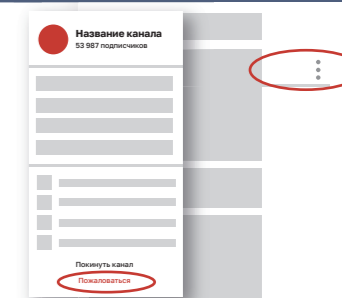 Название канала
53 987 подписчиков
Покинуть канал
Пожаловаться